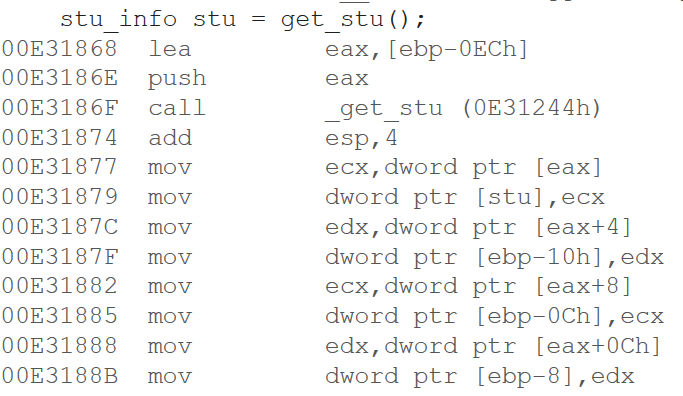 stu_info stu = get_stu();
00E31868 lea eax,[ebp-0ECh]
00E3186E push eax
00E3186F call _get_stu (0E31244h)
00E31874 add esp,4
00E31877 mov ecx,dword ptr [eax]
00E31879 mov dword ptr [stu],ecx
00E3187C mov edx,dword ptr [eax+4]
00E3187F mov dword ptr [ebp-10h],edx
00E31882 mov ecx,dword ptr [eax+8]
00E31885 mov dword ptr [ebp-0Ch],ecx
00E31888 mov edx,dword ptr [eax+0Ch]
00E3188B mov dword ptr [ebp-8],edx